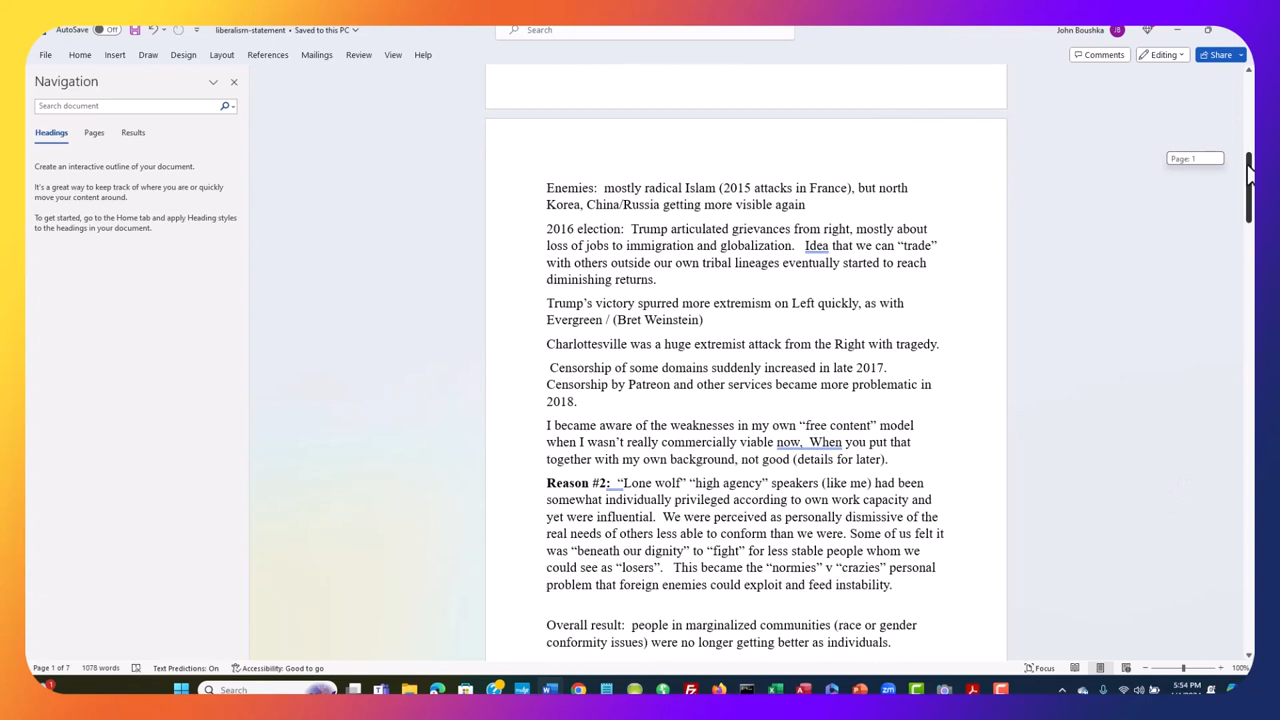 AutoSave Off liberalism-statement • Saved to this PC Search John Boushka JB
File Home Insert Draw Design Layout References Mailings Review View Help Comments Editing Share
Navigation
Search document
Headings Pages Results
Create an interactive outline of your document.
It's a great way to keep track of where you are or quickly
move your content around.
To get started, go to the Home tab and apply Heading styles
to the headings in your document.
Page: 1
Enemies:  mostly radical Islam (2015 attacks in France), but north
Korea, China/Russia getting more visible again
2016 election:  Trump articulated grievances from right, mostly about
loss of jobs to immigration and globalization.   Idea that we can “trade”
with others outside our own tribal lineages eventually started to reach
diminishing returns.
Trump’s victory spurred more extremism on Left quickly, as with
Evergreen / (Bret Weinstein)
Charlottesville was a huge extremist attack from the Right with tragedy.
Censorship of some domains suddenly increased in late 2017.
Censorship by Patreon and other services became more problematic in
2018.
I became aware of the weaknesses in my own “free content” model
when I wasn’t really commercially viable now,  When you put that
together with my own background, not good (details for later).
Reason #2:  “Lone wolf” “high agency” speakers (like me) had been
somewhat individually privileged according to own work capacity and
yet were influential.  We were perceived as personally dismissive of the
real needs of others less able to conform than we were. Some of us felt it
was “beneath our dignity” to “fight” for less stable people whom we
could see as “losers”.   This became the “normies” v “crazies” personal
problem that foreign enemies could exploit and feed instability.
Overall result:  people in marginalized communities (race or gender
conformity issues) were no longer getting better as individuals.
Page 1 of 7 1078 words Text Predictions: On Accessibility: Good to go Focus 100%
1 Search 5:54 PM